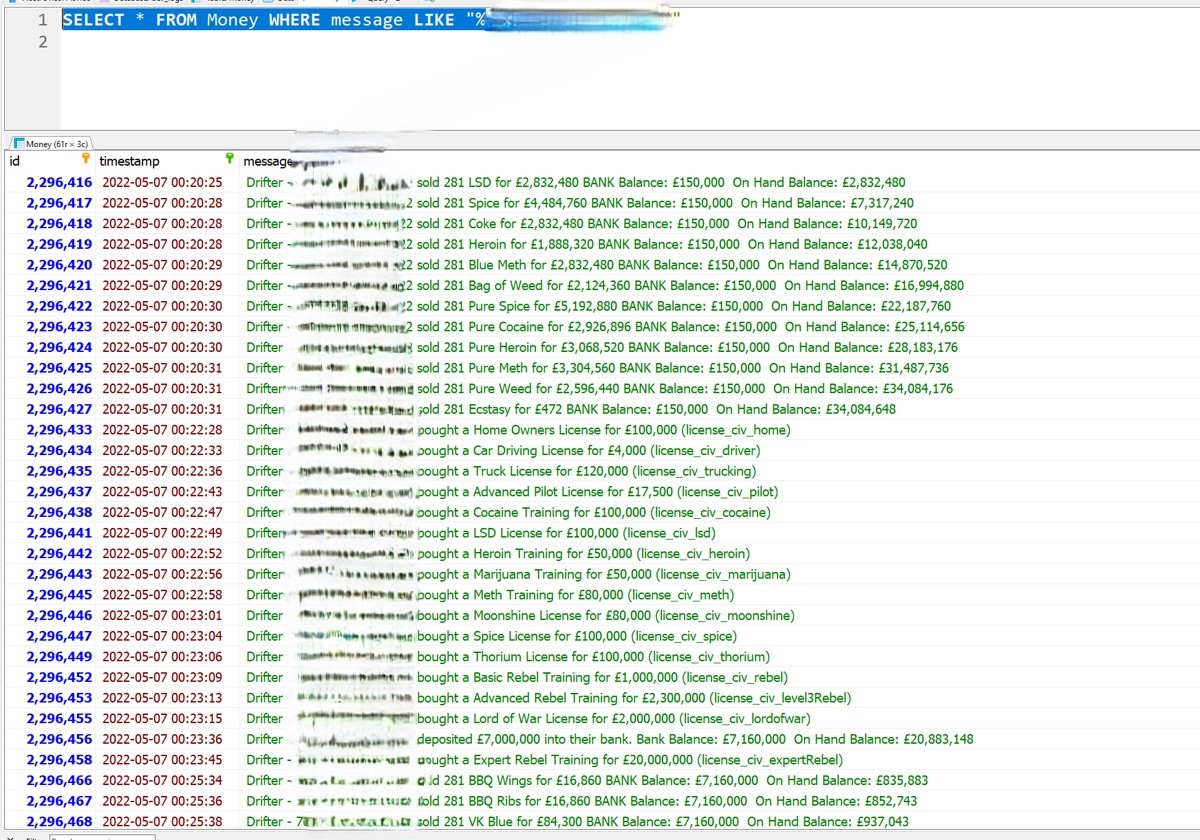 1 SELECT * FROM Money WHERE message LIKE "% "
2
Money (61r × 3c)
id timestamp message
2,296,416 2022-05-07 00:20:25 Drifter - sold 281 LSD for £2,832,480 BANK Balance: £150,000 On Hand Balance: £2,832,480
2,296,417 2022-05-07 00:20:28 Drifter - 2 sold 281 Spice for £4,484,760 BANK Balance: £150,000 On Hand Balance: £7,317,240
2,296,418 2022-05-07 00:20:28 Drifter - 2 sold 281 Coke for £2,832,480 BANK Balance: £150,000 On Hand Balance: £10,149,720
2,296,419 2022-05-07 00:20:28 Drifter - 2 sold 281 Heroin for £1,888,320 BANK Balance: £150,000 On Hand Balance: £12,038,040
2,296,420 2022-05-07 00:20:29 Drifter - 2 sold 281 Blue Meth for £2,832,480 BANK Balance: £150,000 On Hand Balance: £14,870,520
2,296,421 2022-05-07 00:20:29 Drifter - 2 sold 281 Bag of Weed for £2,124,360 BANK Balance: £150,000 On Hand Balance: £16,994,880
2,296,422 2022-05-07 00:20:30 Drifter - 2 sold 281 Pure Spice for £5,192,880 BANK Balance: £150,000 On Hand Balance: £22,187,760
2,296,423 2022-05-07 00:20:30 Drifter - 2 sold 281 Pure Cocaine for £2,926,896 BANK Balance: £150,000 On Hand Balance: £25,114,656
2,296,424 2022-05-07 00:20:30 Drifter sold 281 Pure Heroin for £3,068,520 BANK Balance: £150,000 On Hand Balance: £28,183,176
2,296,425 2022-05-07 00:20:31 Drifter sold 281 Pure Meth for £3,304,560 BANK Balance: £150,000 On Hand Balance: £31,487,736
2,296,426 2022-05-07 00:20:31 Drifter sold 281 Pure Weed for £2,596,440 BANK Balance: £150,000 On Hand Balance: £34,084,176
2,296,427 2022-05-07 00:20:31 Drifter sold 281 Ecstasy for £472 BANK Balance: £150,000 On Hand Balance: £34,084,648
2,296,433 2022-05-07 00:22:28 Drifter bought a Home Owners License for £100,000 (license_civ_home)
2,296,434 2022-05-07 00:22:33 Drifter bought a Car Driving License for £4,000 (license_civ_driver)
2,296,435 2022-05-07 00:22:36 Drifter bought a Truck License for £120,000 (license_civ_trucking)
2,296,437 2022-05-07 00:22:43 Drifter bought a Advanced Pilot License for £17,500 (license_civ_pilot)
2,296,438 2022-05-07 00:22:47 Drifter bought a Cocaine Training for £100,000 (license_civ_cocaine)
2,296,441 2022-05-07 00:22:49 Drifter bought a LSD License for £100,000 (license_civ_lsd)
2,296,442 2022-05-07 00:22:52 Drifter bought a Heroin Training for £50,000 (license_civ_heroin)
2,296,443 2022-05-07 00:22:56 Drifter bought a Marijuana Training for £50,000 (license_civ_marijuana)
2,296,445 2022-05-07 00:22:58 Drifter bought a Meth Training for £80,000 (license_civ_meth)
2,296,446 2022-05-07 00:23:01 Drifter bought a Moonshine License for £80,000 (license_civ_moonshine)
2,296,447 2022-05-07 00:23:04 Drifter bought a Spice License for £100,000 (license_civ_spice)
2,296,449 2022-05-07 00:23:06 Drifter bought a Thorium License for £100,000 (license_civ_thorium)
2,296,452 2022-05-07 00:23:09 Drifter bought a Basic Rebel Training for £1,000,000 (license_civ_rebel)
2,296,453 2022-05-07 00:23:13 Drifter bought a Advanced Rebel Training for £2,300,000 (license_civ_level3Rebel)
2,296,455 2022-05-07 00:23:15 Drifter bought a Lord of War License for £2,000,000 (license_civ_lordofwar)
2,296,456 2022-05-07 00:23:36 Drifter deposited £7,000,000 into their bank. Bank Balance: £7,160,000 On Hand Balance: £20,883,148
2,296,458 2022-05-07 00:23:45 Drifter - bought a Expert Rebel Training for £20,000,000 (license_civ_expertRebel)
2,296,466 2022-05-07 00:25:34 Drifter - sold 281 BBQ Wings for £16,860 BANK Balance: £7,160,000 On Hand Balance: £835,883
2,296,467 2022-05-07 00:25:36 Drifter - sold 281 BBQ Ribs for £16,860 BANK Balance: £7,160,000 On Hand Balance: £852,743
2,296,468 2022-05-07 00:25:38 Drifter - 7 sold 281 VK Blue for £84,300 BANK Balance: £7,160,000 On Hand Balance: £937,043